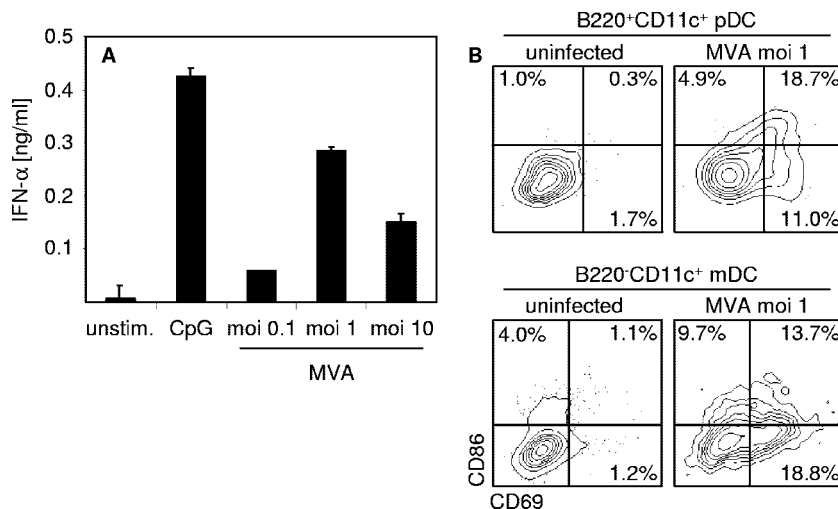 A
IFN-α [ng/ml]
0.5
0.4
0.3
0.2
0.1
unstim. CpG moi 0.1 moi 1 moi 10
MVA
B
B220⁺CD11c⁺ pDC
uninfected MVA moi 1
1.0% 0.3% 4.9% 18.7%
1.7% 11.0%
B220⁻CD11c⁺ mDC
uninfected MVA moi 1
4.0% 1.1% 9.7% 13.7%
1.2% 18.8%
CD86
CD69